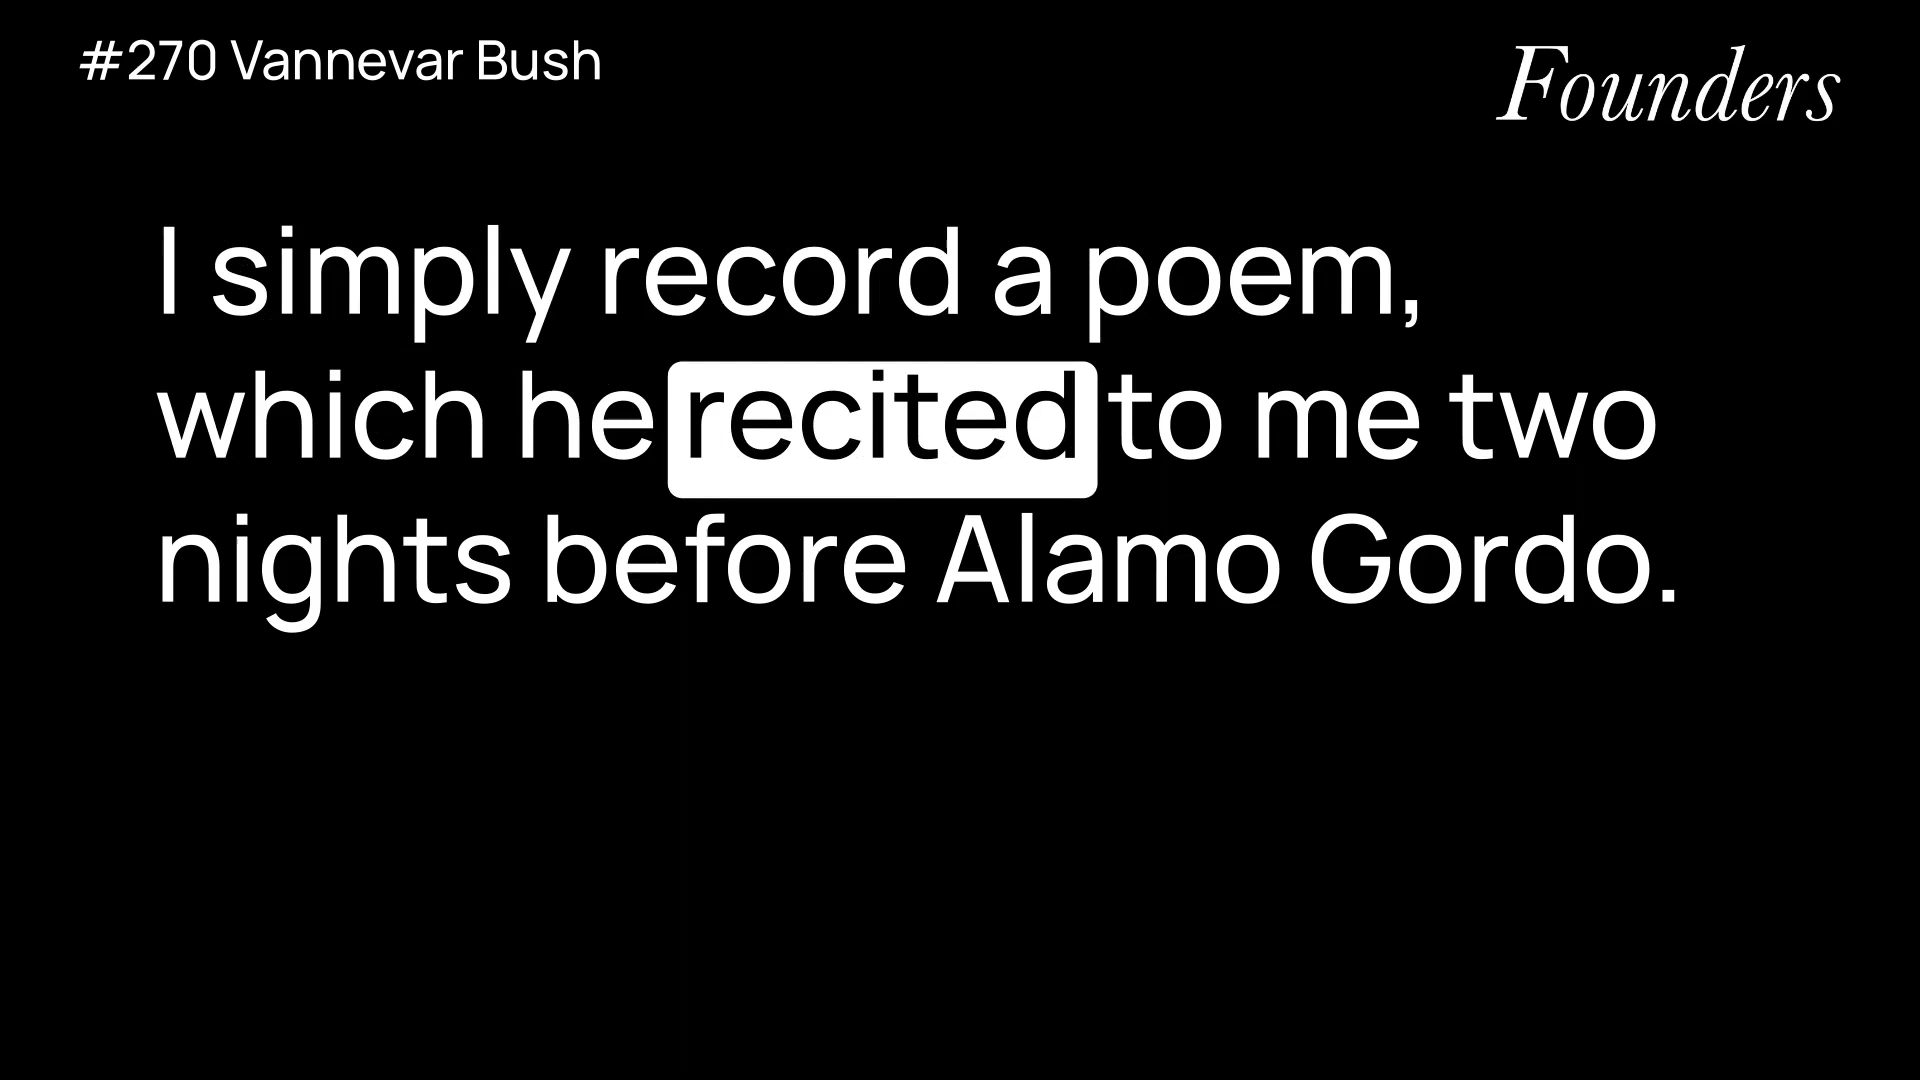 #270 Vannevar Bush
Founders
I simply record a poem,
which he recited to me two
nights before Alamo Gordo.